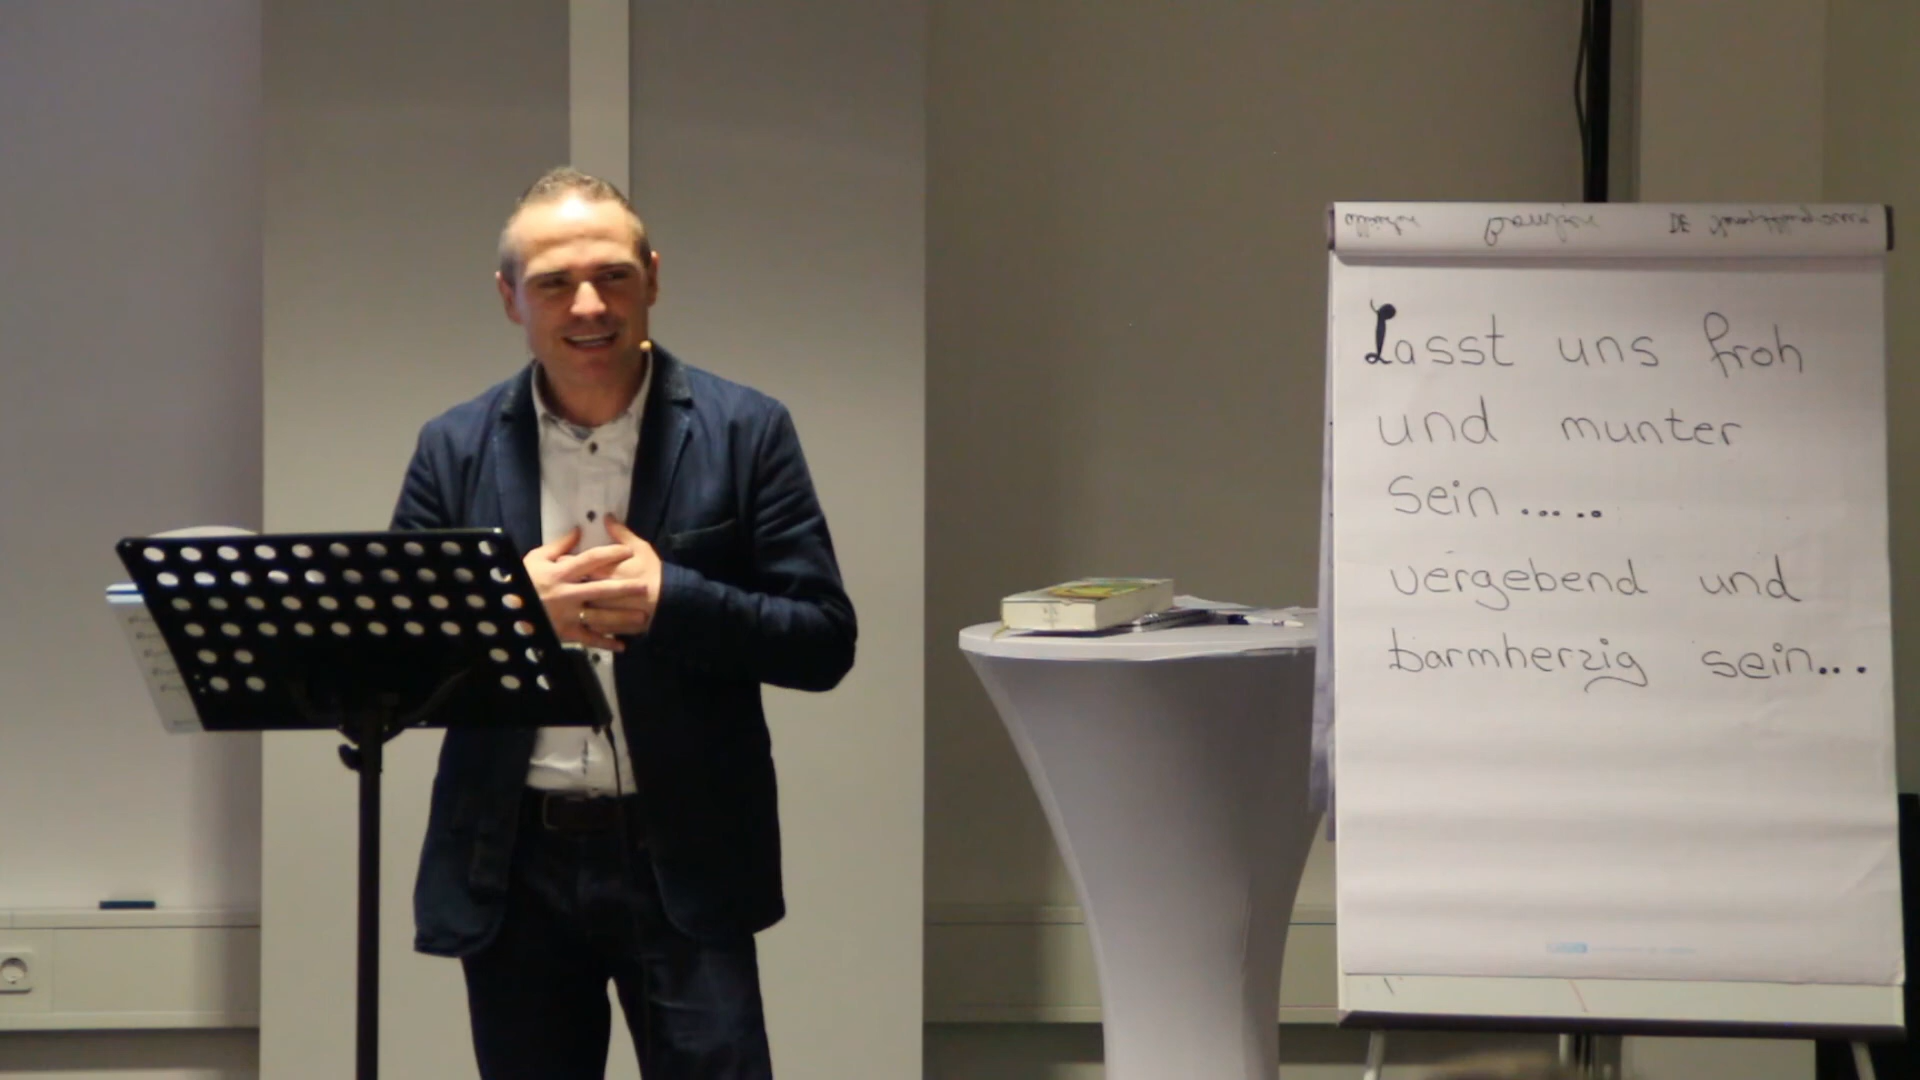 Lasst uns froh
und munter
sein.....
vergebend und
barmherzig sein...